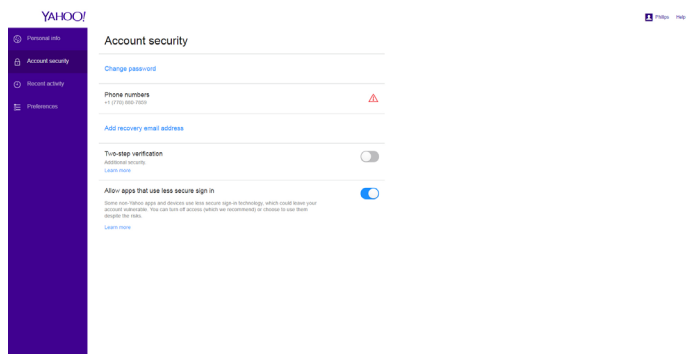 YAHOO!
Philips Help
Personal info
Account security
Recent activity
Preferences
Account security
Change password
Phone numbers
+1 (770)
Add recovery email address
Two-step verification
Additional security.
Learn more
Allow apps that use less secure sign in
Some non-Yahoo apps and devices use less secure sign-in technology, which could leave your
account vulnerable. You can turn off access (which we recommend) or choose to use them
despite the risks.
Learn more